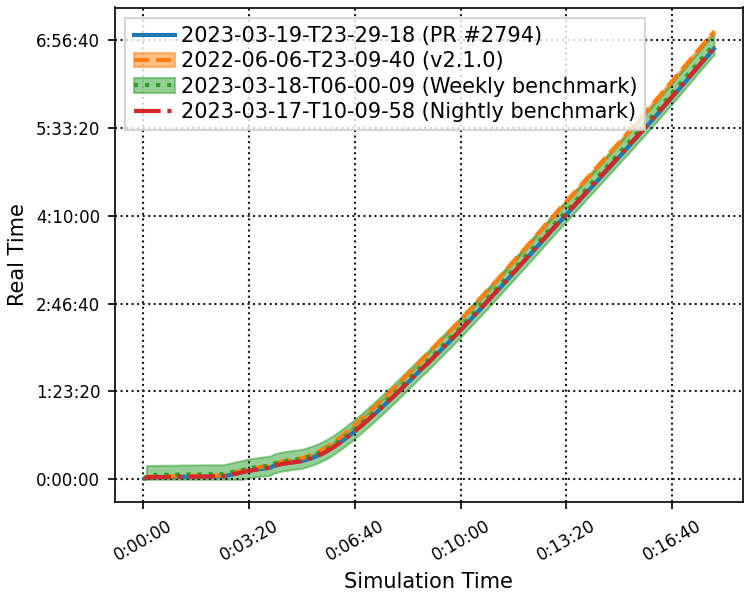 2023-03-19-T23-29-18 (PR #2794)
2022-06-06-T23-09-40 (v2.1.0)
2023-03-18-T06-00-09 (Weekly benchmark)
2023-03-17-T10-09-58 (Nightly benchmark)
Real Time
6:56:40
5:33:20
4:10:00
2:46:40
1:23:20
0:00:00
0:00:00
0:03:20
0:06:40
0:10:00
0:13:20
0:16:40
Simulation Time